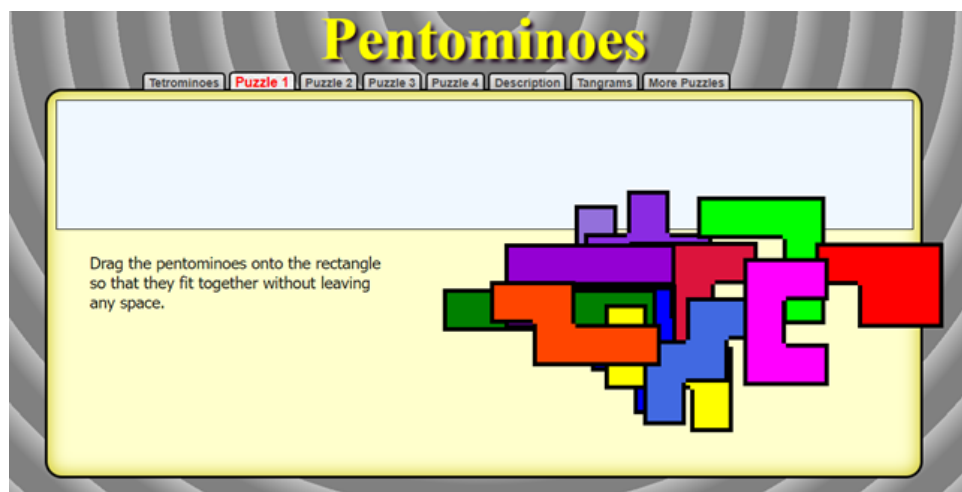 Pentominoes
Tetrominoes Puzzle 1 Puzzle 2 Puzzle 3 Puzzle 4 Description Tangrams More Puzzles
Drag the pentominoes onto the rectangle
so that they fit together without leaving
any space.